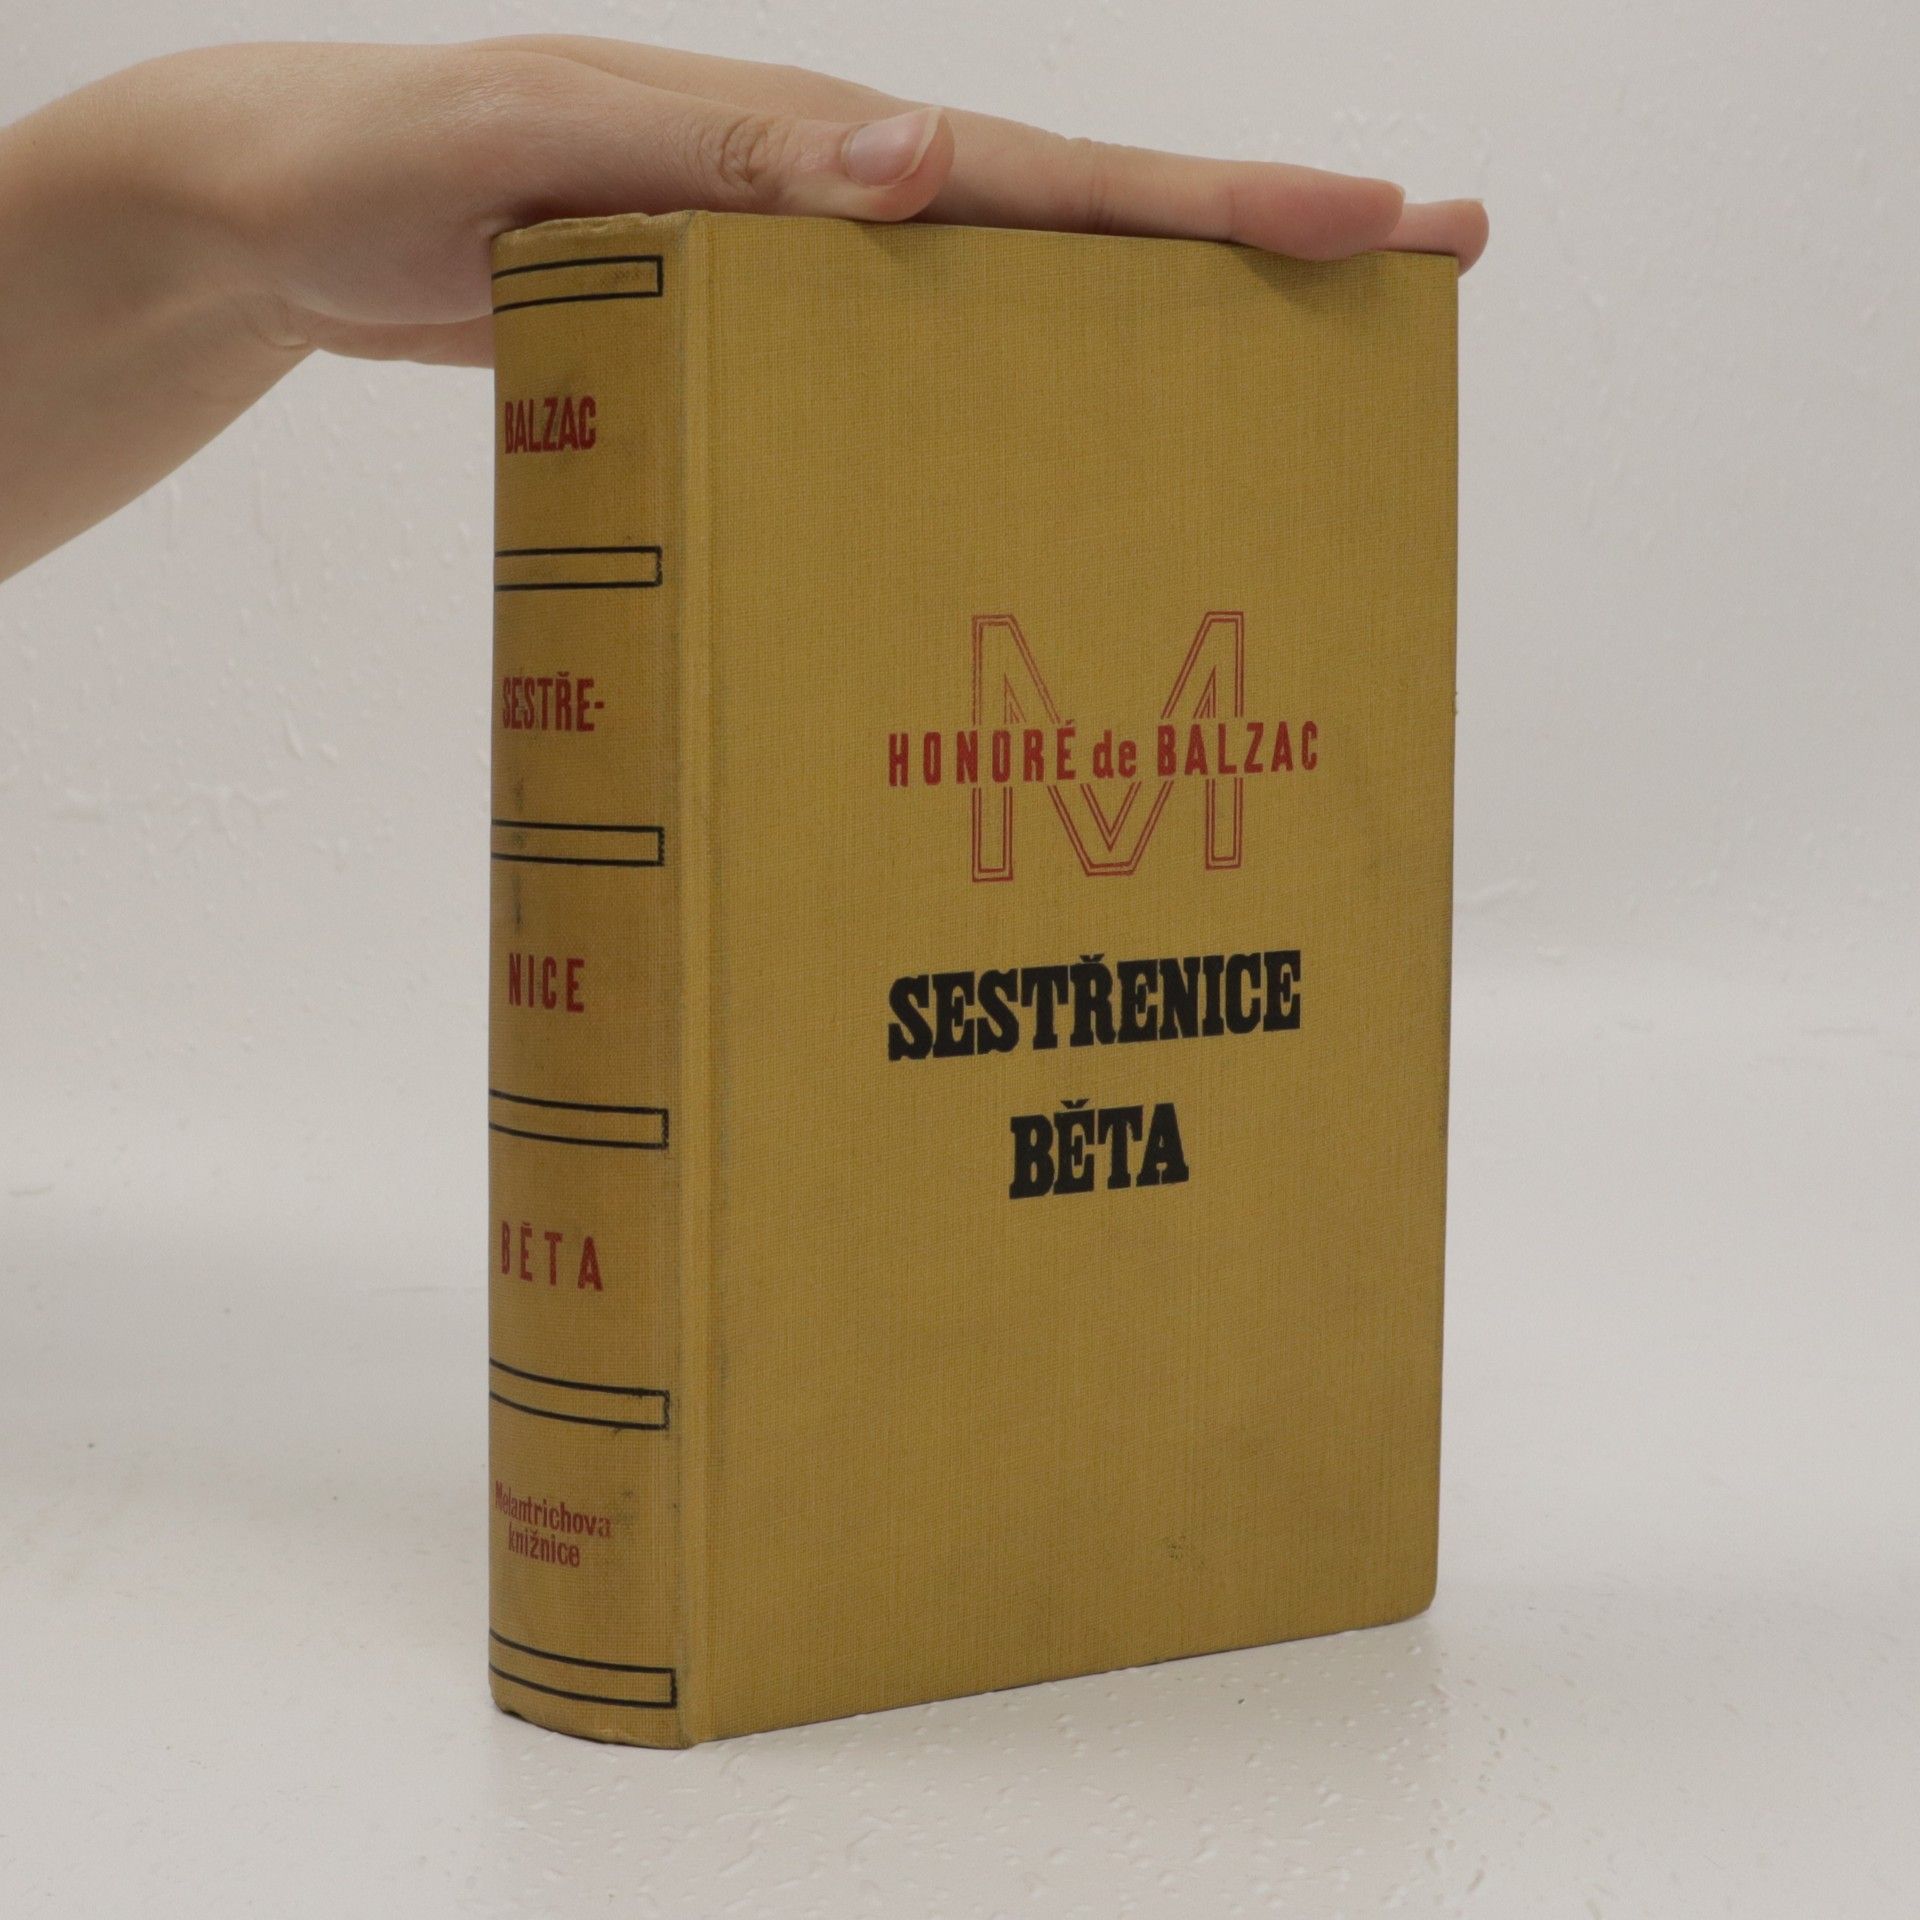 BALZAC
SESTŘE-
NICE
BĚTA
Melantrichova
knižnice
M
HONORÉ de BALZAC
SESTŘENICE
BĚTA